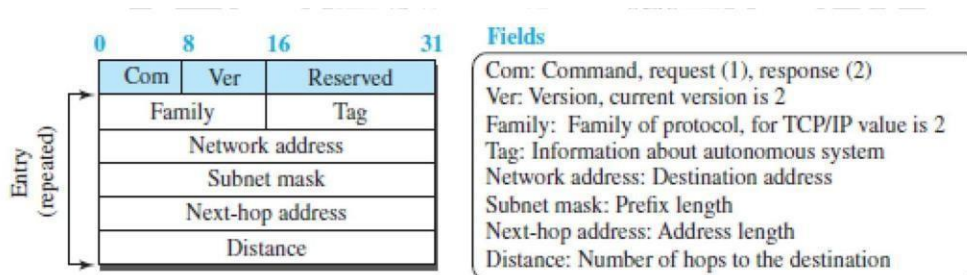 0 8 16 31
Com Ver Reserved
Family Tag
Network address
Subnet mask
Next-hop address
Distance
Entry
(repeated)
Fields
Com: Command, request (1), response (2)
Ver: Version, current version is 2
Family: Family of protocol, for TCP/IP value is 2
Tag: Information about autonomous system
Network address: Destination address
Subnet mask: Prefix length
Next-hop address: Address length
Distance: Number of hops to the destination